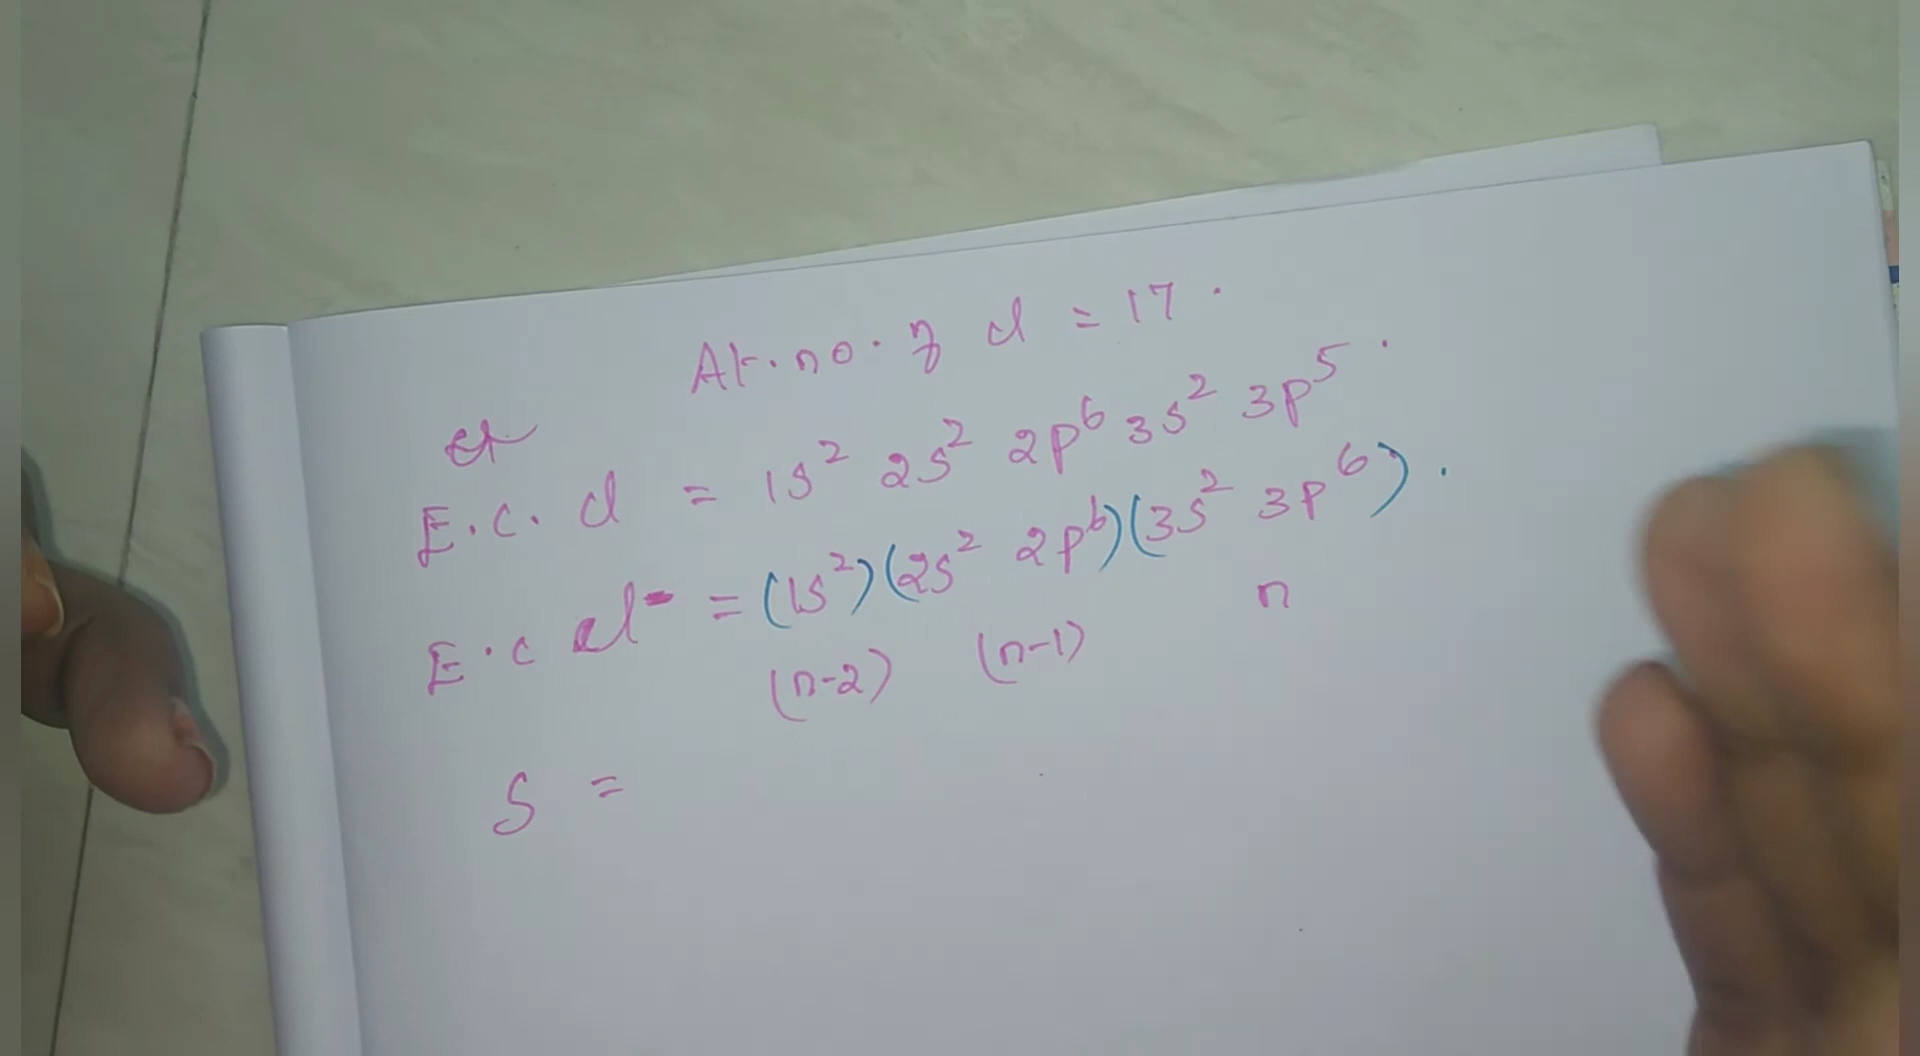 At. no. of Cl = 17.
E.C. Cl = 1s² 2s² 2p⁶ 3s² 3p⁵.
E.C Cl⁻ = (1s²)(2s² 2p⁶)(3s² 3p⁶).
(n-2) (n-1) n
S =